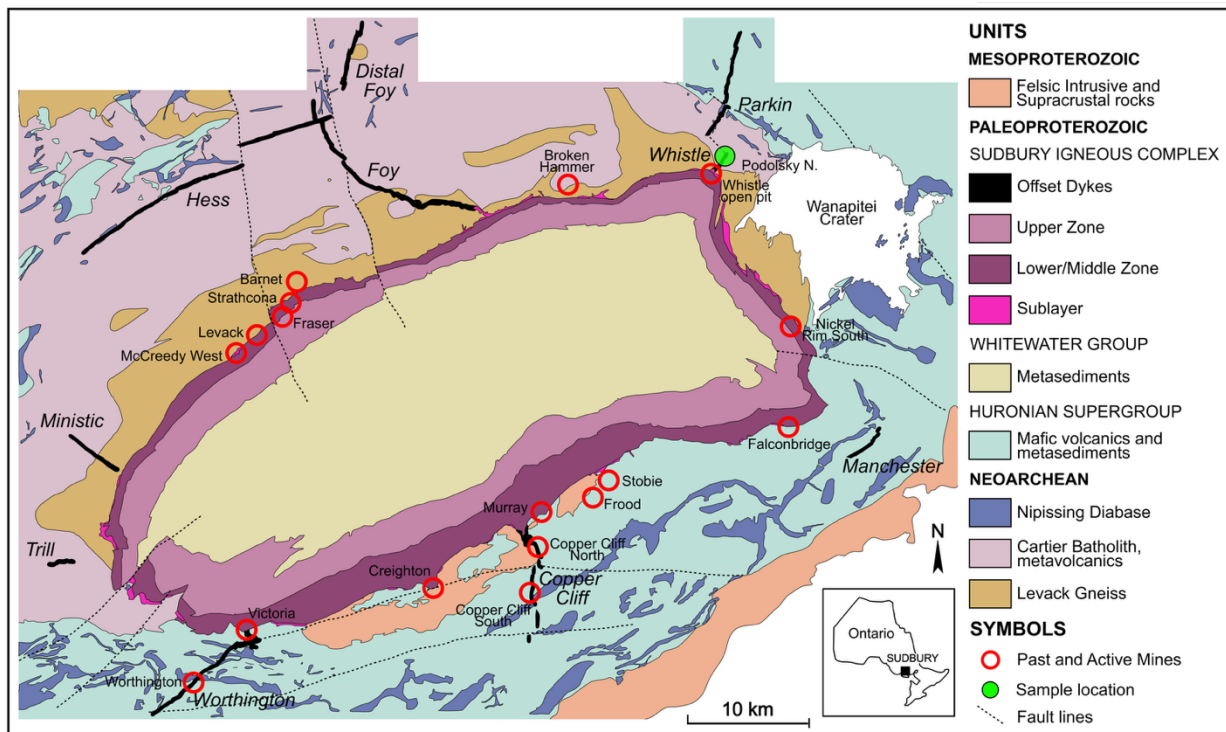 Distal
Foy
Parkin
Foy
Hess
Broken
Hammer
Whistle
Podolsky N.
Whistle
open pit
Wanapitei
Crater
Barnet
Strathcona
Fraser
Levack
McCreedy West
Nickel
Rim South
Ministic
Falconbridge
Manchester
Stobie
Frood
Murray
Trill
Copper Cliff
North
Creighton
Copper
Cliff
Copper Cliff
South
Victoria
Worthington
Worthington
N
Ontario
SUDBURY
10 km
UNITS
MESOPROTEROZOIC
Felsic Intrusive and
Supracrustal rocks
PALEOPROTEROZOIC
SUDBURY IGNEOUS COMPLEX
Offset Dykes
Upper Zone
Lower/Middle Zone
Sublayer
WHITEWATER GROUP
Metasediments
HURONIAN SUPERGROUP
Mafic volcanics and
metasediments
NEOARCHEAN
Nipissing Diabase
Cartier Batholith,
metavolcanics
Levack Gneiss
SYMBOLS
Past and Active Mines
Sample location
Fault lines